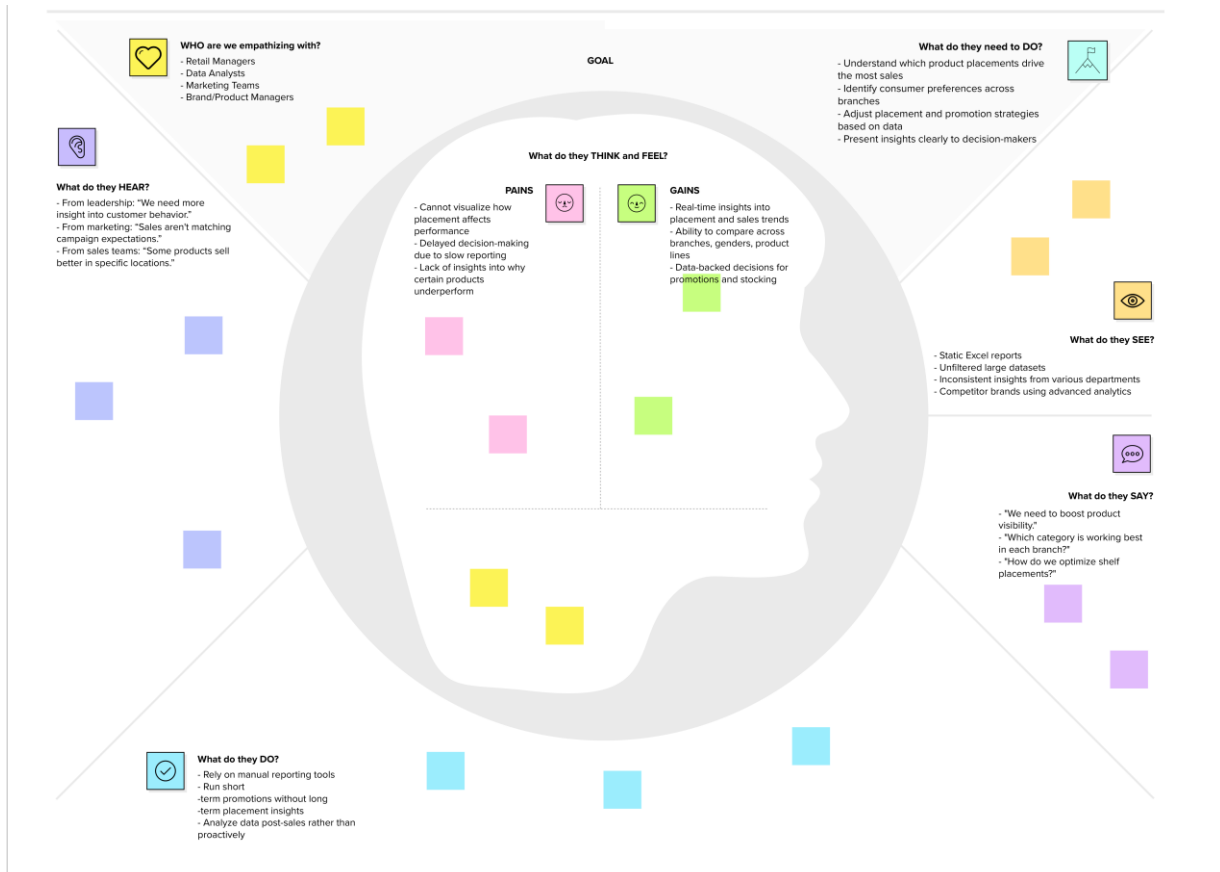 WHO are we empathizing with?
- Retail Managers
- Data Analysts
- Marketing Teams
- Brand/Product Managers
GOAL
What do they need to DO?
- Understand which product placements drive
the most sales
- Identify consumer preferences across
branches
- Adjust placement and promotion strategies
based on data
- Present insights clearly to decision-makers
What do they HEAR?
- From leadership: “We need more
insight into customer behavior.”
- From marketing: “Sales aren't matching
campaign expectations.”
- From sales teams: “Some products sell
better in specific locations.”
What do they THINK and FEEL?
PAINS
- Cannot visualize how
placement affects
performance
- Delayed decision-making
due to slow reporting
- Lack of insights into why
certain products
underperform
GAINS
- Real-time insights into
placement and sales trends
- Ability to compare across
branches, genders, product
lines
- Data-backed decisions for
promotions and stocking
What do they SEE?
- Static Excel reports
- Unfiltered large datasets
- Inconsistent insights from various departments
- Competitor brands using advanced analytics
What do they SAY?
- "We need to boost product
visibility."
- "Which category is working best
in each branch?"
- "How do we optimize shelf
placements?"
What do they DO?
- Rely on manual reporting tools
- Run short
-term promotions without long
-term placement insights
- Analyze data post-sales rather than
proactively